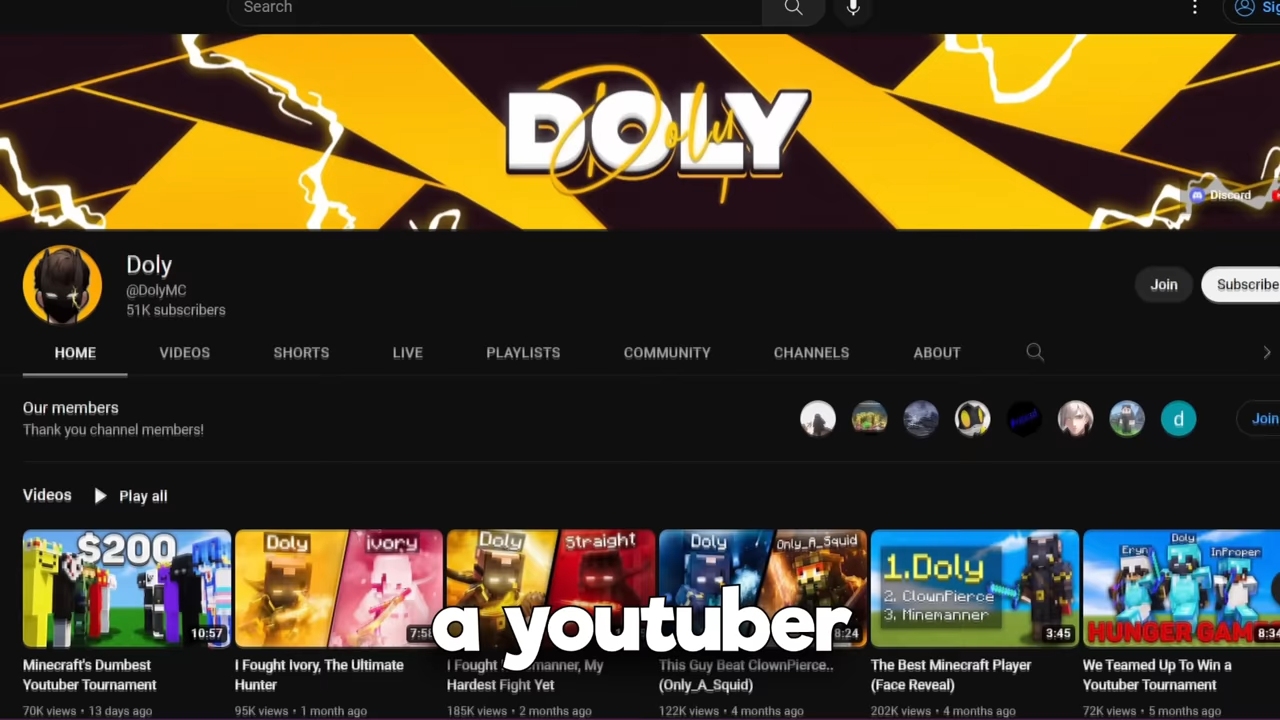 Search
Sig
DOLY
Doly
Discord
Doly
@DolyMC
51K subscribers
Join
Subscribe
HOME VIDEOS SHORTS LIVE PLAYLISTS COMMUNITY CHANNELS ABOUT
Our members
Thank you channel members!
d
Join
Videos Play all
$200
10:57
Doly ivory
Doly Straight
Doly Only_A_Squid
8:24
1.Doly
2, ClownPierce
3, Minemanner
3:45
Eryn Doly InProper
HUNGER GAM
8:34
a youtuber
Minecraft's Dumbest
Youtuber Tournament
70K views • 13 days ago
I Fought Ivory, The Ultimate
Hunter
95K views • 1 month ago
I Fought manner, My
Hardest Fight Yet
185K views • 2 months ago
This Guy Beat ClownPierce..
(Only_A_Squid)
122K views • 4 months ago
The Best Minecraft Player
(Face Reveal)
202K views • 4 months ago
We Teamed Up To Win a
Youtuber Tournament
72K views • 5 months ago